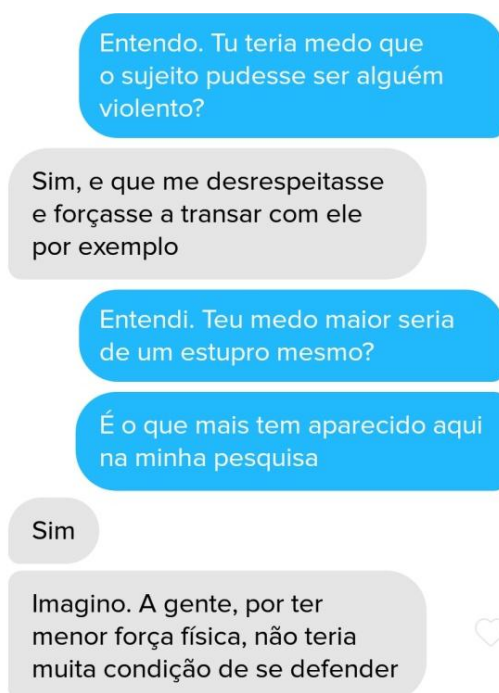 Entendo. Tu teria medo que
o sujeito pudesse ser alguém
violento?
Sim, e que me desrespeitasse
e forçasse a transar com ele
por exemplo
Entendi. Teu medo maior seria
de um estupro mesmo?
É o que mais tem aparecido aqui
na minha pesquisa
Sim
Imagino. A gente, por ter
menor força física, não teria
muita condição de se defender